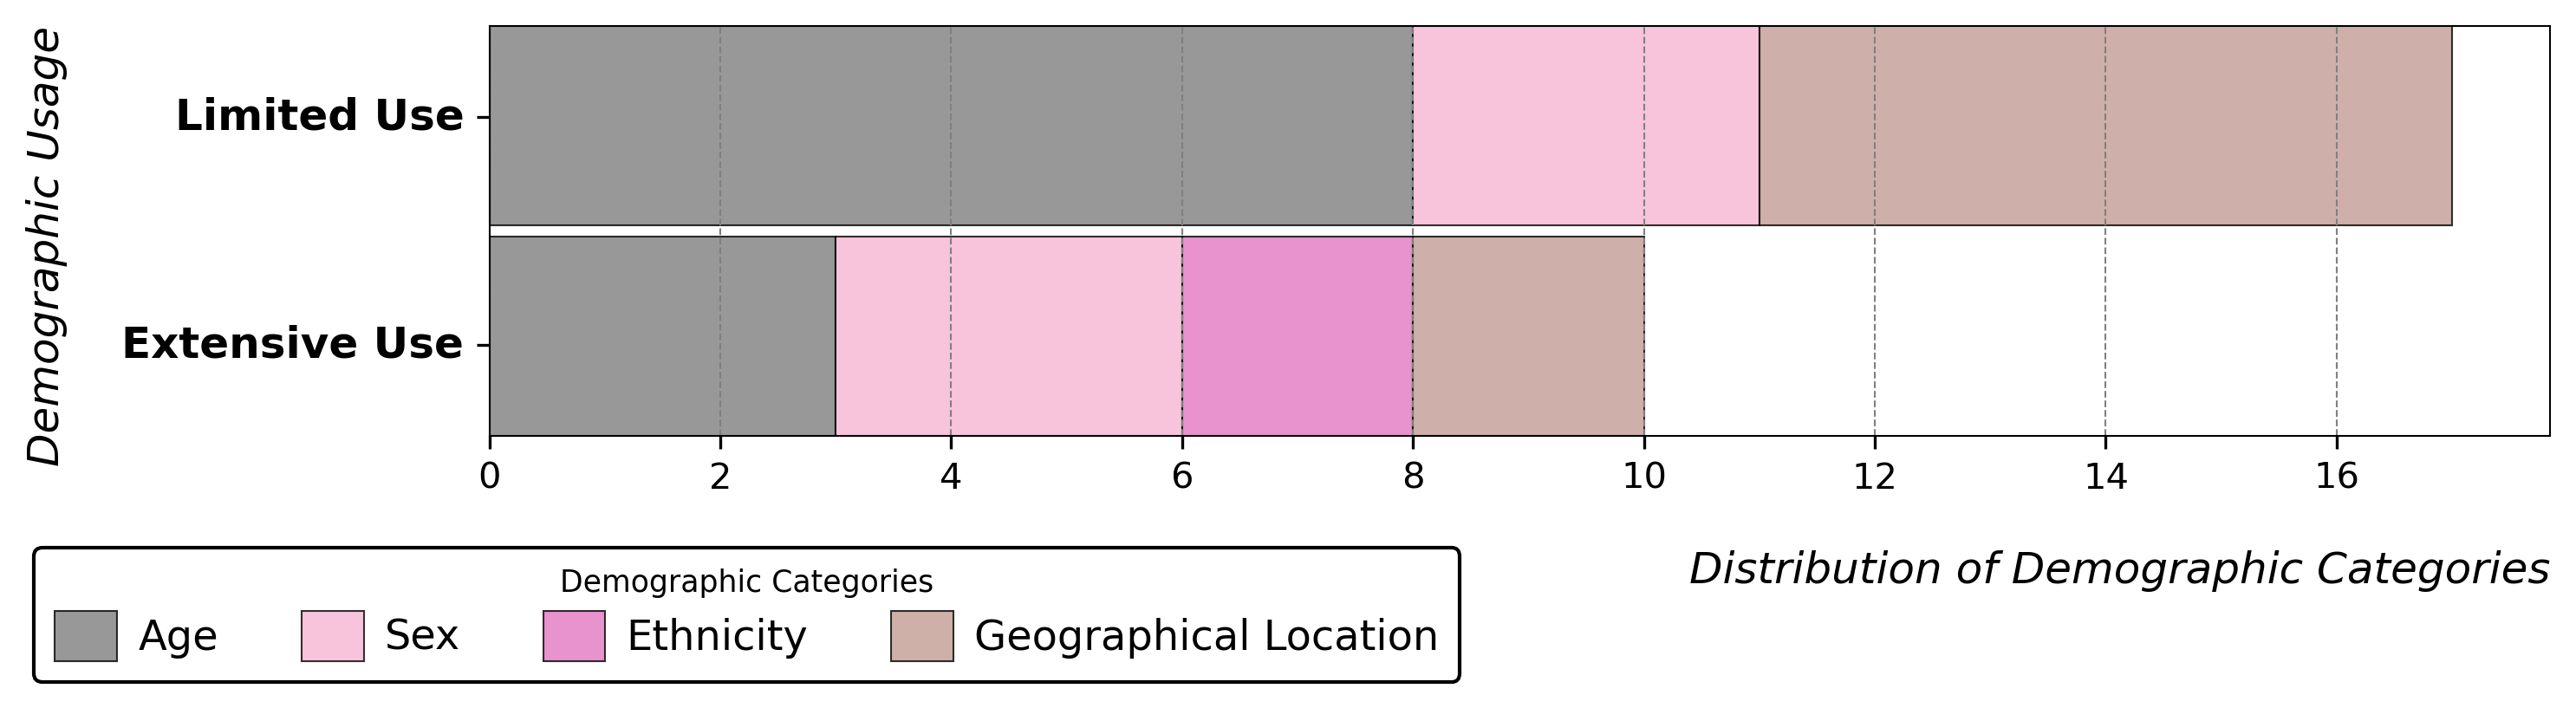 Demographic Usage
Limited Use
Extensive Use
0 2 4 6 8 10 12 14 16
Distribution of Demographic Categories
Demographic Categories
Age Sex Ethnicity Geographical Location